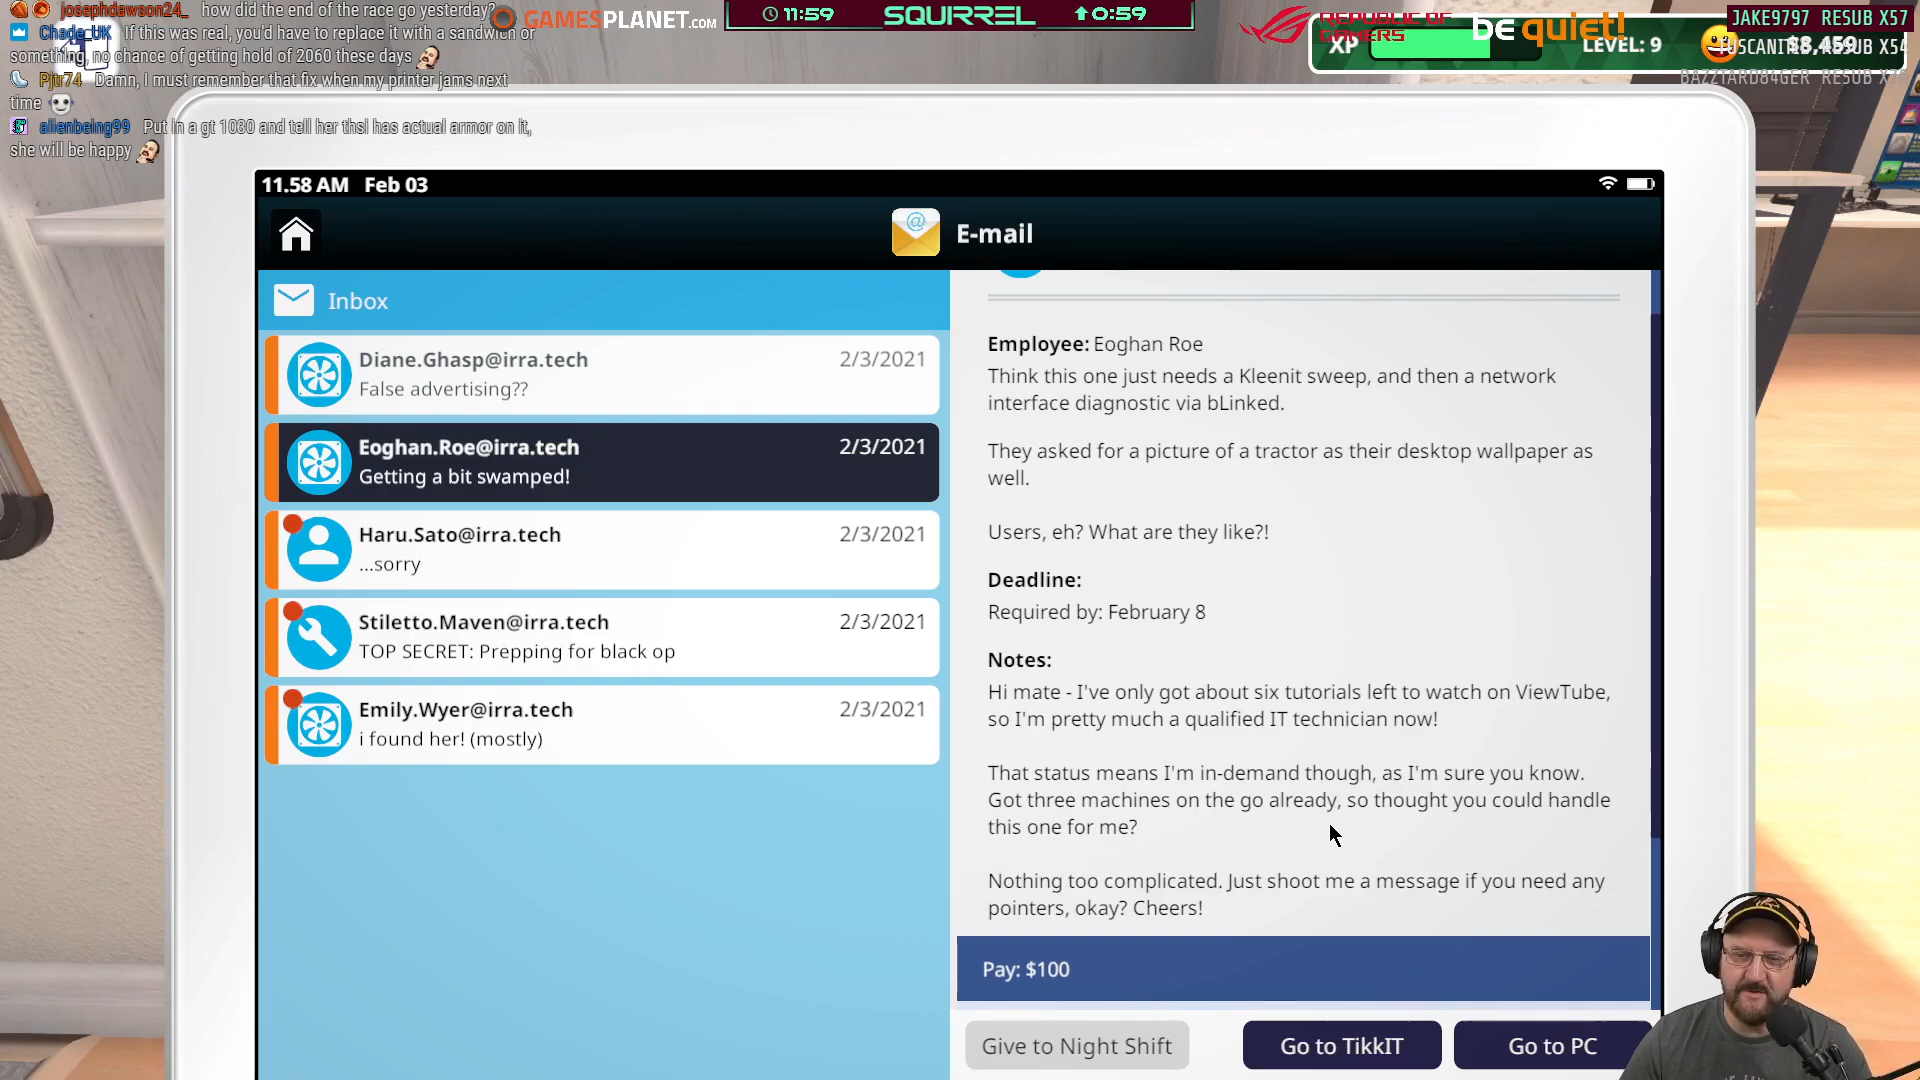 josephdawson24_ how did the end of the race go yesterday?
Chade_UK If this was real, you'd have to replace it with a sandwich or
something, no chance of getting hold of 2060 these days
Pjtr74 Damn, I must remember that fix when my printer jams next
time
alienbeing99 Put in a gt 1080 and tell her thsI has actual armor on it,
she will be happy
GAMESPLANET.COM
11:59 SQUIRREL 0:59
REPUBLIC OF
GAMERS
be quiet!
XP
LEVEL: 9
$8,459
JAKE9797 RESUB X57
RESUB X54
BAZZTARD84GER RESUB
11.58 AM Feb 03
E-mail
Inbox
Diane.Ghasp@irra.tech 2/3/2021
False advertising??
Eoghan.Roe@irra.tech 2/3/2021
Getting a bit swamped!
Haru.Sato@irra.tech 2/3/2021
...sorry
Stiletto.Maven@irra.tech 2/3/2021
TOP SECRET: Prepping for black op
Emily.Wyer@irra.tech 2/3/2021
i found her! (mostly)
Employee: Eoghan Roe
Think this one just needs a Kleenit sweep, and then a network
interface diagnostic via bLinked.
They asked for a picture of a tractor as their desktop wallpaper as
well.
Users, eh? What are they like?!
Deadline:
Required by: February 8
Notes:
Hi mate - I've only got about six tutorials left to watch on ViewTube,
so I'm pretty much a qualified IT technician now!
That status means I'm in-demand though, as I'm sure you know.
Got three machines on the go already, so thought you could handle
this one for me?
Nothing too complicated. Just shoot me a message if you need any
pointers, okay? Cheers!
Pay: $100
Give to Night Shift
Go to TikkIT
Go to PC